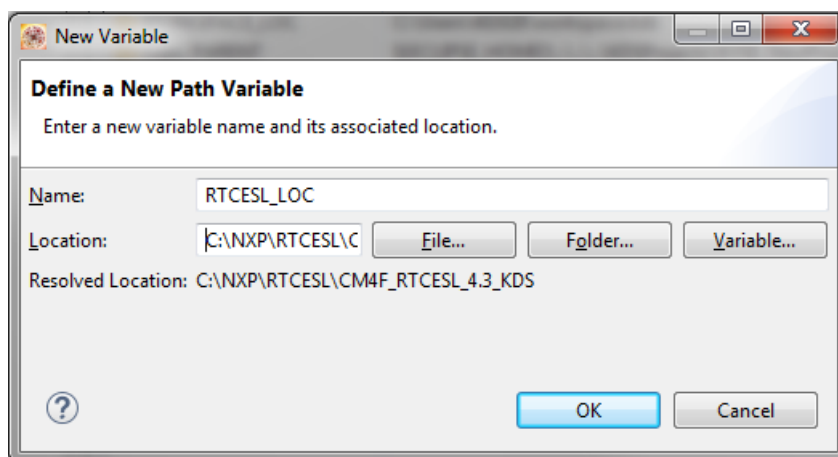 New Variable
Define a New Path Variable
Enter a new variable name and its associated location.
Name: RTCESL_LOC
Location: C:\NXP\RTCESL\C File... Folder... Variable...
Resolved Location: C:\NXP\RTCESL\CM4F_RTCESL_4.3_KDS
? OK Cancel